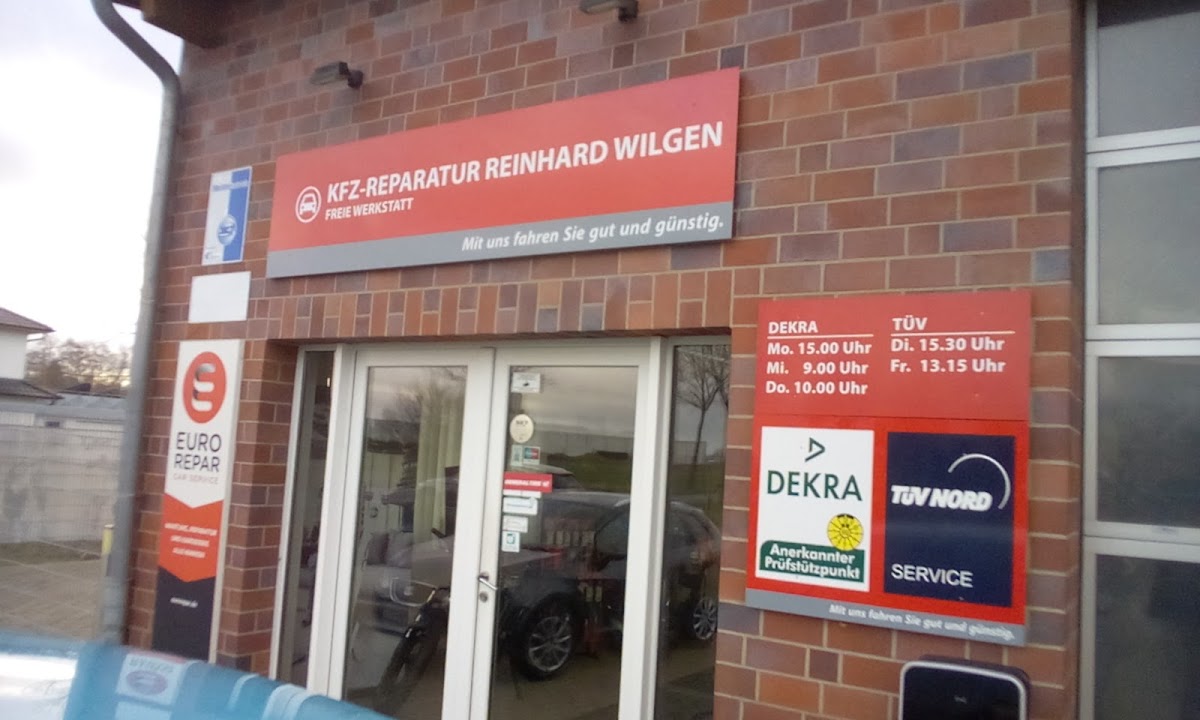 KFZ-REPARATUR REINHARD WILGEN
FREIE WERKSTATT
Mit uns fahren Sie gut und günstig.
EURO
REPAR
CAR SERVICE
DEKRA
Mo. 15.00 Uhr
Mi. 9.00 Uhr
Do. 10.00 Uhr
TÜV
Di. 15.30 Uhr
Fr. 13.15 Uhr
DEKRA
Anerkannter
Prüfstützpunkt
TÜV NORD
SERVICE
Mit uns fahren Sie gut und günstig.